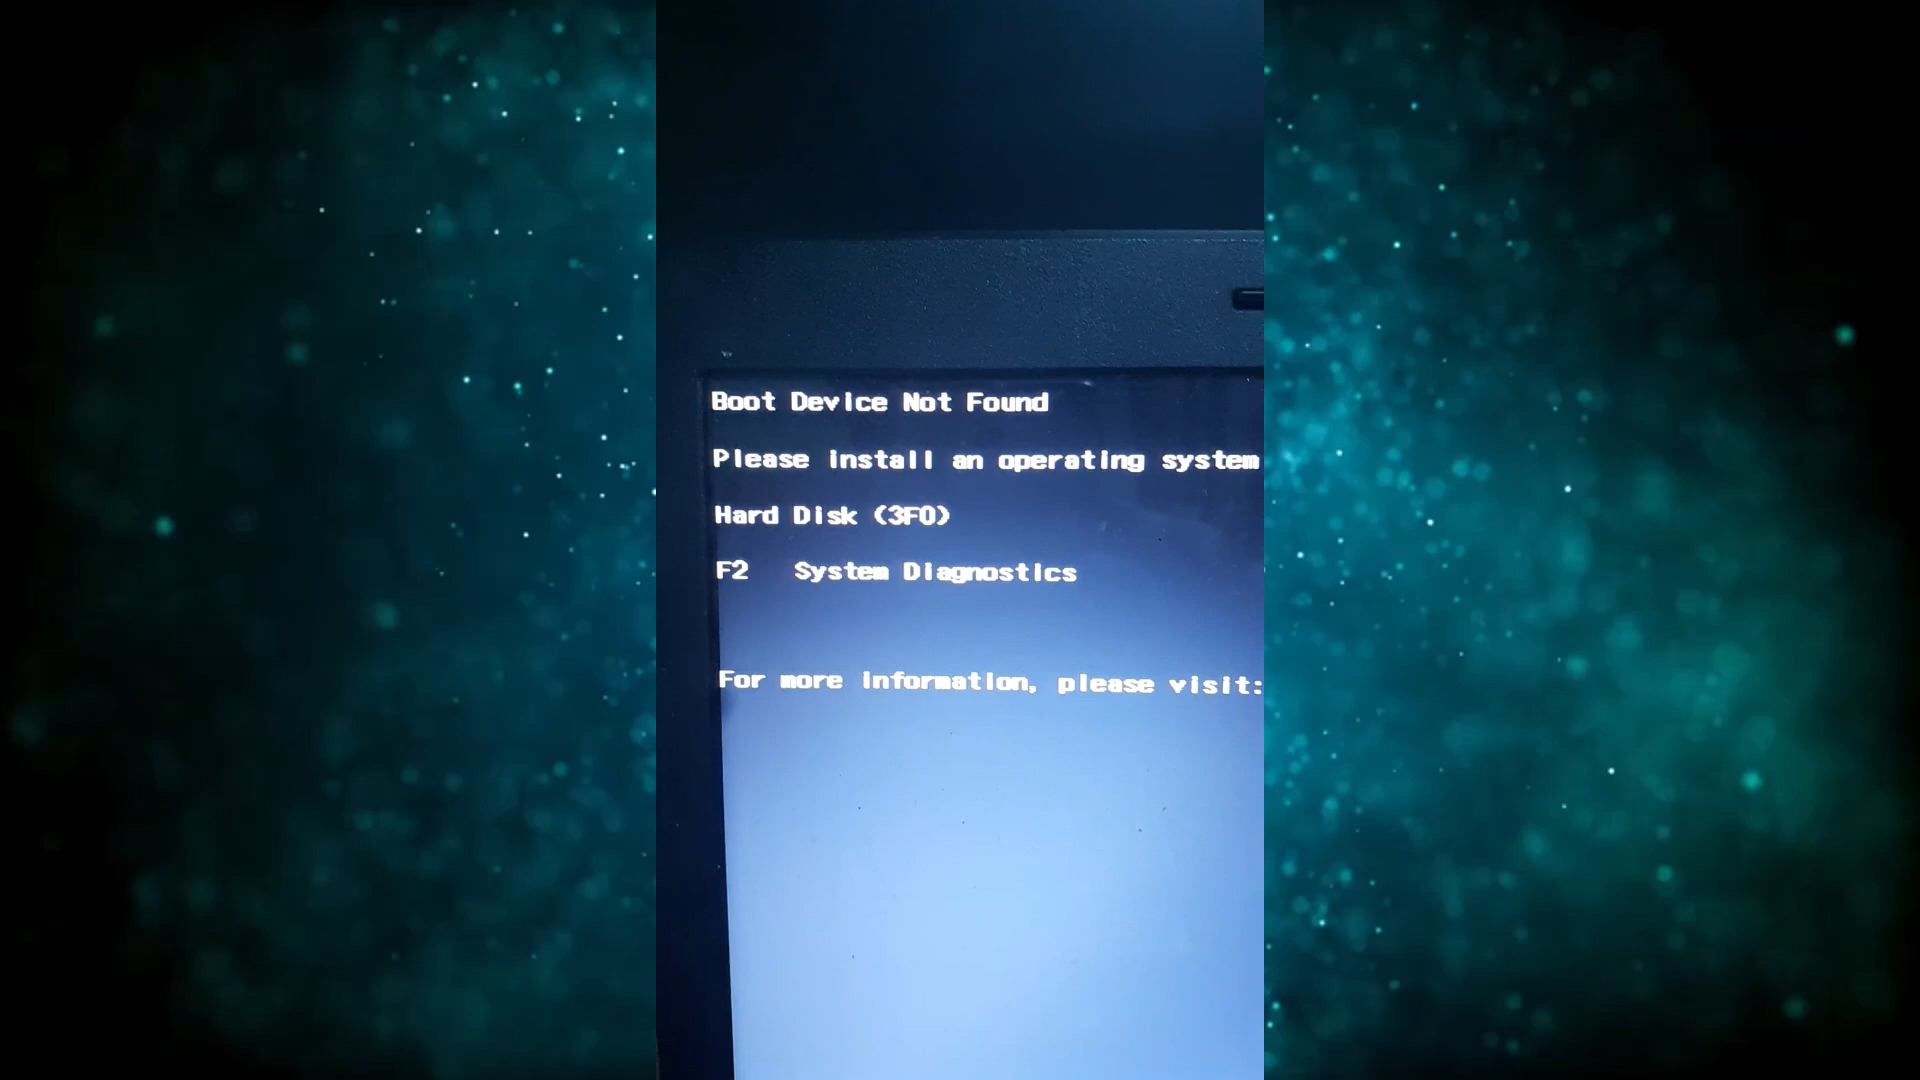 Boot Device Not Found
Please install an operating system
Hard Disk (3F0)
F2 System Diagnostics
For more information, please visit: